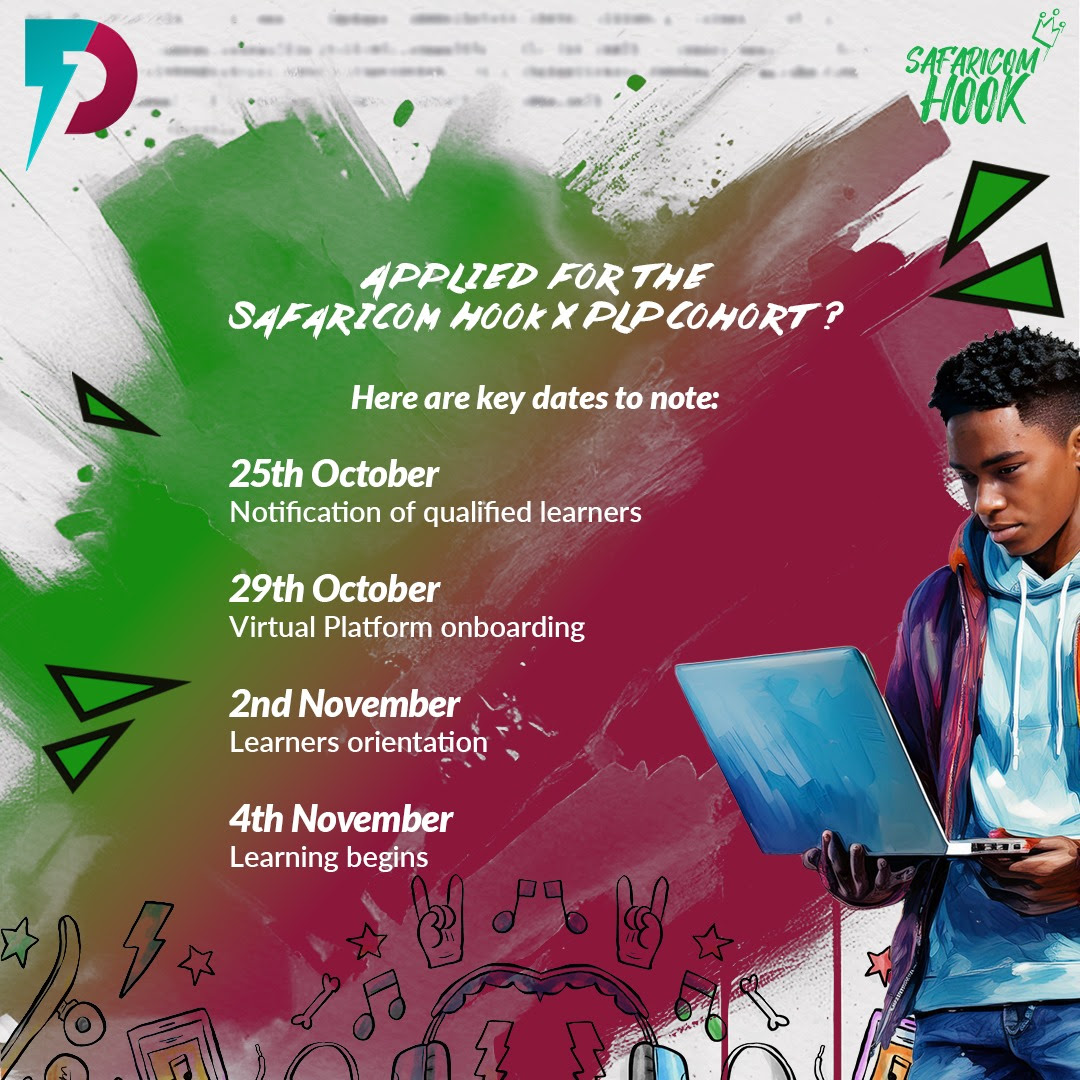 SAFARICOM
HOOK
APPLIED FOR THE
SAFARICOM HOOK X PLP COHORT ?
Here are key dates to note:
25th October
Notification of qualified learners
29th October
Virtual Platform onboarding
2nd November
Learners orientation
4th November
Learning begins